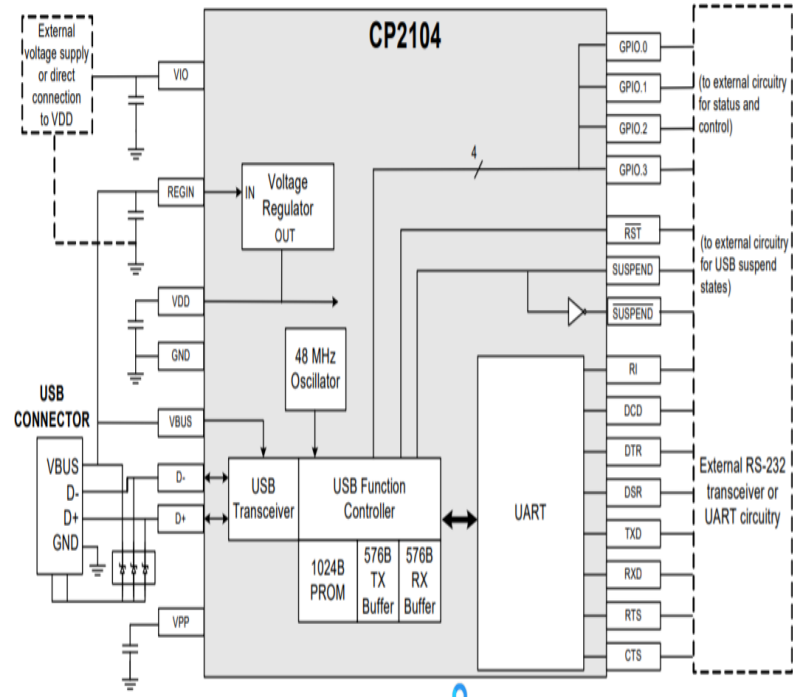 CP2104
External
voltage supply
or direct
connection
to VDD
VIO
REGIN
IN
Voltage
Regulator
OUT
VDD
GND
48 MHz
Oscillator
USB
CONNECTOR
VBUS
D-
D+
GND
VBUS
D-
D+
VPP
USB
Transceiver
USB Function
Controller
1024B
PROM
576B
TX
Buffer
576B
RX
Buffer
UART
4
GPIO.0
GPIO.1
GPIO.2
GPIO.3
RST
SUSPEND
SUSPEND
RI
DCD
DTR
DSR
TXD
RXD
RTS
CTS
(to external circuitry
for status and
control)
(to external circuitry
for USB suspend
states)
External RS-232
transceiver or
UART circuitry